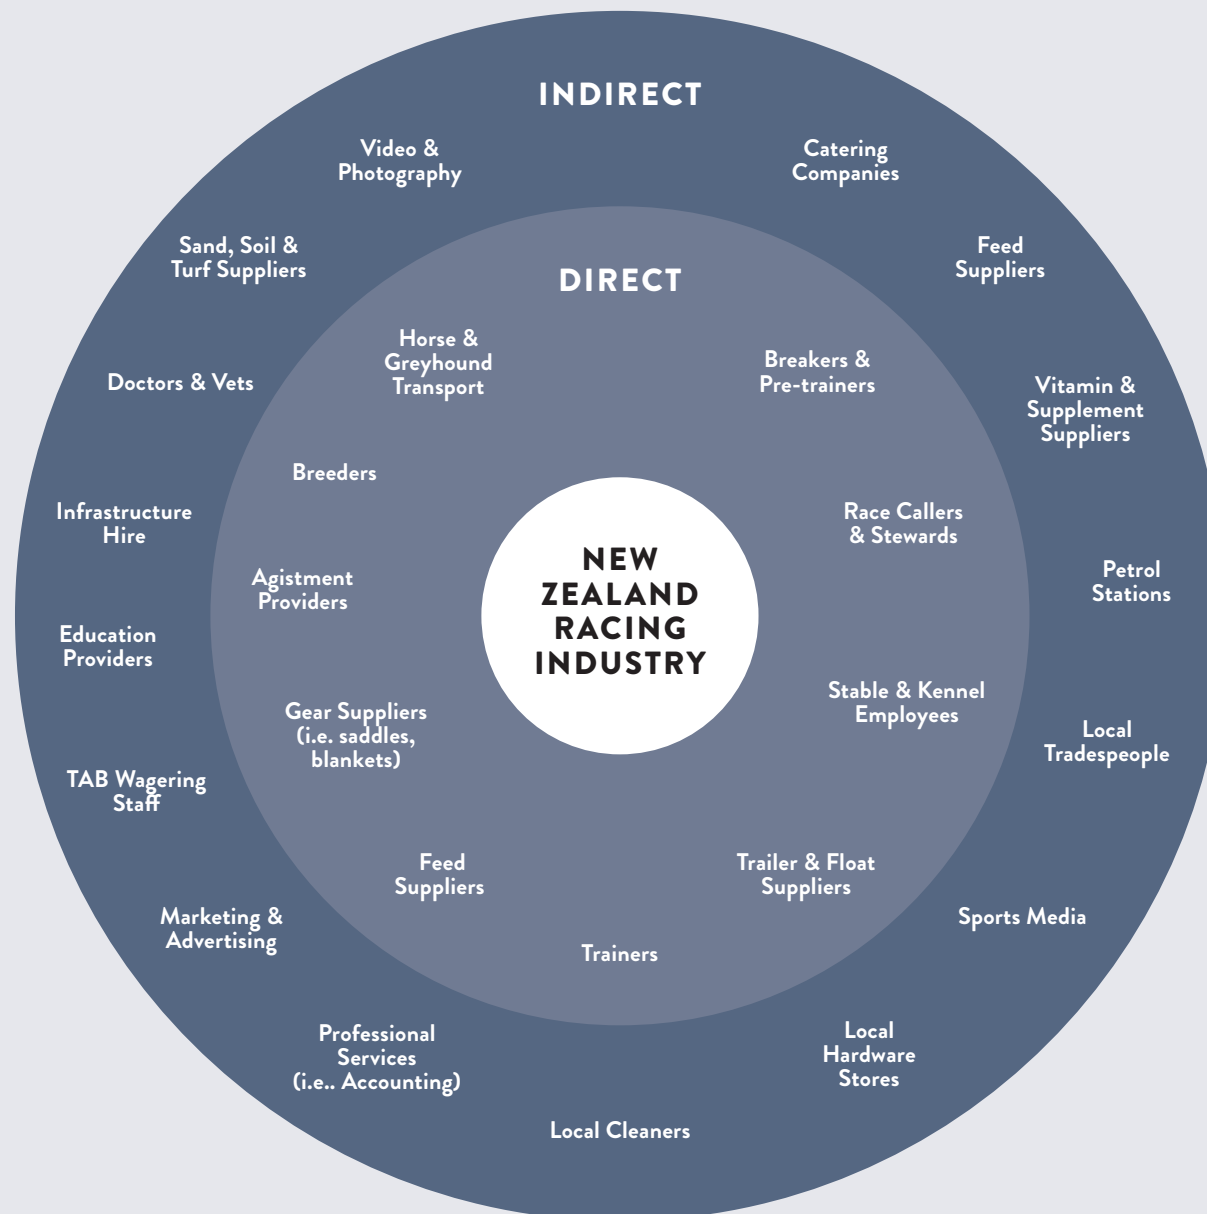 INDIRECT
Video &
Photography
Catering
Companies
Sand, Soil &
Turf Suppliers
Feed
Suppliers
Doctors & Vets
Vitamin &
Supplement
Suppliers
Infrastructure
Hire
Petrol
Stations
Education
Providers
Local
Tradespeople
TAB Wagering
Staff
Sports Media
Marketing &
Advertising
Local
Hardware
Stores
Professional
Services
(i.e.. Accounting)
Local Cleaners
DIRECT
Horse &
Greyhound
Transport
Breakers &
Pre-trainers
Breeders
Race Callers
& Stewards
Agistment
Providers
Stable & Kennel
Employees
Gear Suppliers
(i.e. saddles,
blankets)
Feed
Suppliers
Trailer & Float
Suppliers
Trainers
NEW
ZEALAND
RACING
INDUSTRY